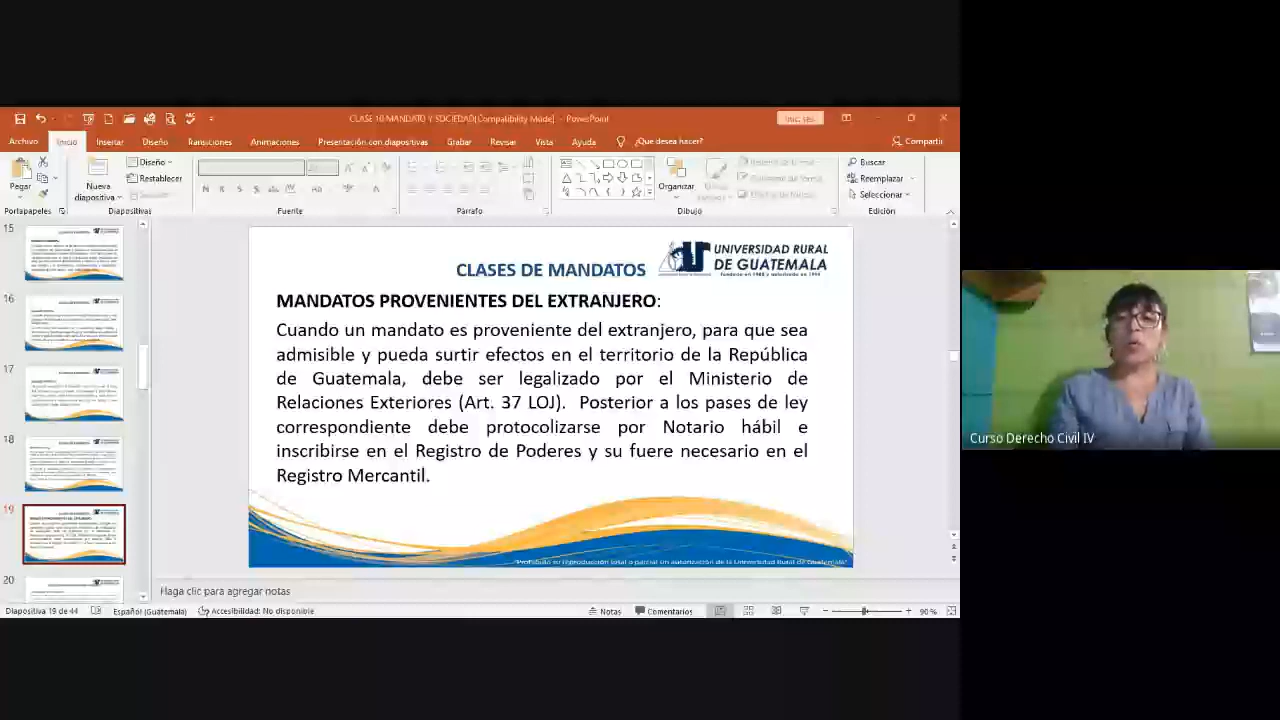 CLASE 10 MANDATO Y SOCIEDAD [Compatibility Mode] - PowerPoint
Archivo Inicio Insertar Diseño Transiciones Animaciones Presentación con diapositivas Grabar Revisar Vista Ayuda ¿Qué desea hacer? Compartir
Pegar
Nueva diapositiva
Diseño
Restablecer
Organizar
Buscar
Reemplazar
Seleccionar
Portapapeles Diapositivas Fuente Párrafo Dibujo Edición
15
16
17
18
19
20
UNIVERSIDAD RURAL
DE GUATEMALA
CLASES DE MANDATOS
MANDATOS PROVENIENTES DEL EXTRANJERO:
Cuando un mandato es proveniente del extranjero, para que sea
admisible y pueda surtir efectos en el territorio de la República
de Guatemala, debe ser legalizado por el Ministerio de
Relaciones Exteriores (Art. 37 LOJ). Posterior a los pases de ley
correspondiente debe protocolizarse por Notario hábil e
inscribirse en el Registro de Poderes y su fuere necesario en el
Registro Mercantil.
Haga clic para agregar notas
Diapositiva 19 de 44 Español (Guatemala) Accesibilidad: No disponible Notas Comentarios 90 %
Curso Derecho Civil IV